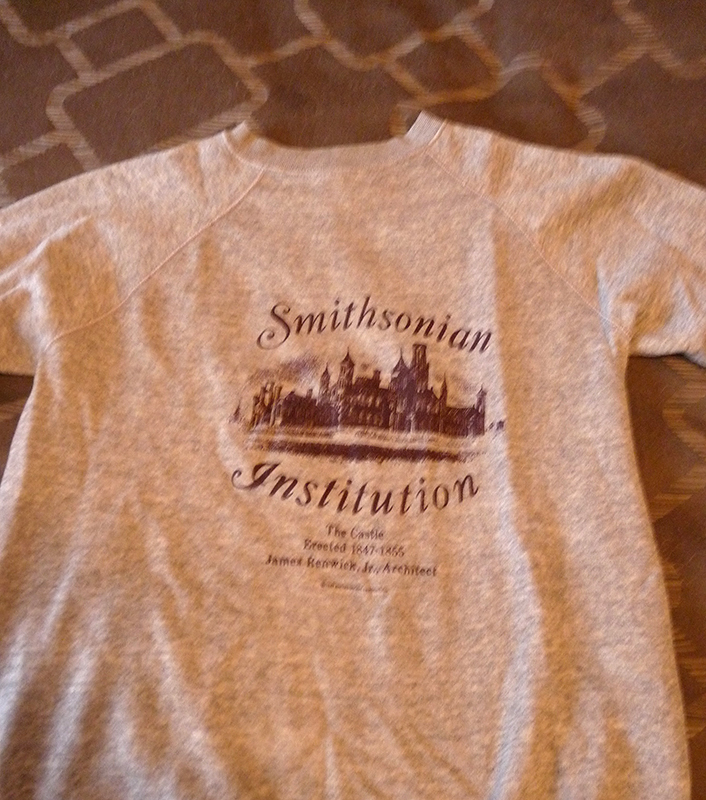 Smithsonian
Institution
The Castle
Erected 1847-1855
James Renwick, Jr., Architect